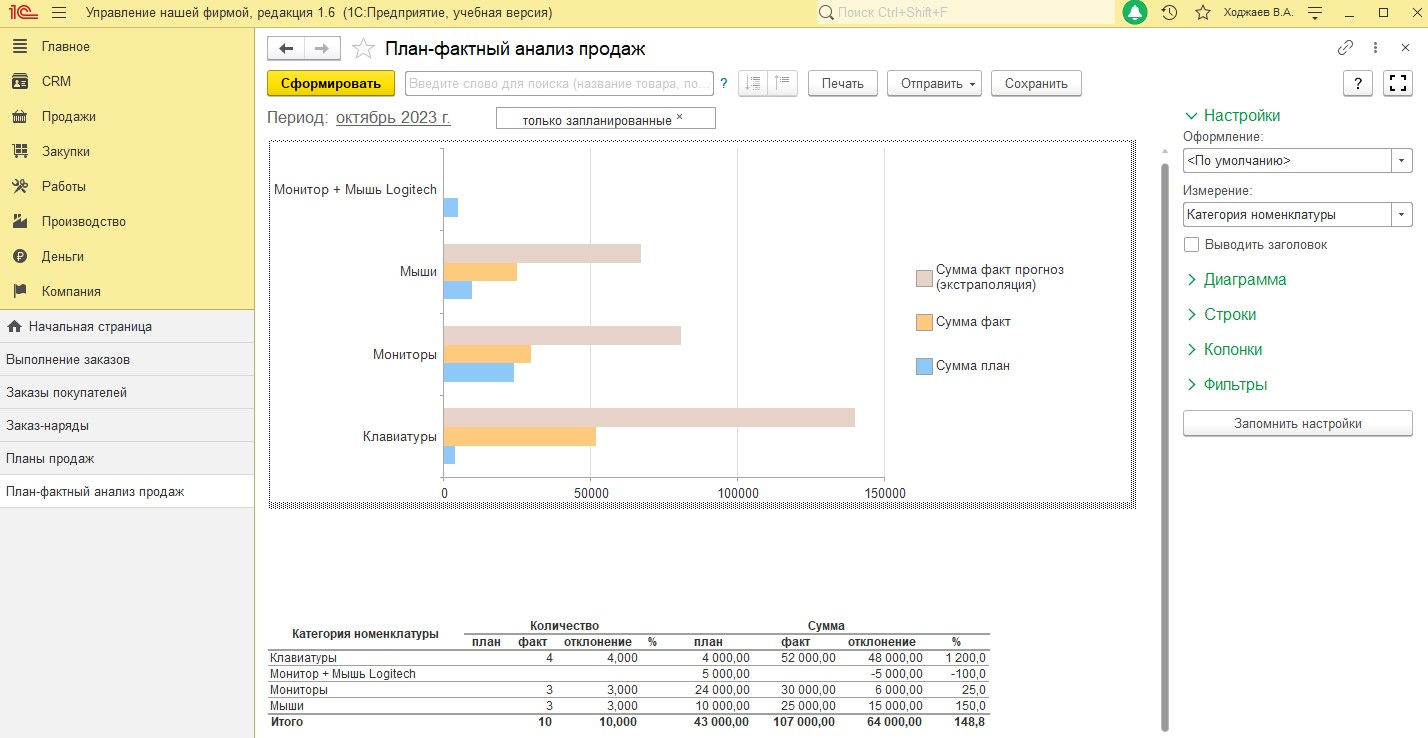 1С Управление нашей фирмой, редакция 1.6 (1С:Предприятие, учебная версия) Поиск Ctrl+Shift+F Ходжаев В.А.
Главное
CRM
Продажи
Закупки
Работы
Производство
Деньги
Компания
Начальная страница
Выполнение заказов
Заказы покупателей
Заказ-наряды
Планы продаж
План-фактный анализ продаж
План-фактный анализ продаж
Сформировать Введите слово для поиска (название товара, по... ? Печать Отправить Сохранить ?
Период: октябрь 2023 г. только запланированные ×
Монитор + Мышь Logitech
Мыши
Мониторы
Клавиатуры
0 50000 100000 150000
Сумма факт прогноз
(экстраполяция)
Сумма факт
Сумма план
Категория номенклатуры Количество Сумма
план факт отклонение % план факт отклонение %
Клавиатуры 4 4,000 4 000,00 52 000,00 48 000,00 1 200,0
Монитор + Мышь Logitech 5 000,00 -5 000,00 -100,0
Мониторы 3 3,000 24 000,00 30 000,00 6 000,00 25,0
Мыши 3 3,000 10 000,00 25 000,00 15 000,00 150,0
Итого 10 10,000 43 000,00 107 000,00 64 000,00 148,8
Настройки
Оформление:
<По умолчанию>
Измерение:
Категория номенклатуры
Выводить заголовок
Диаграмма
Строки
Колонки
Фильтры
Запомнить настройки